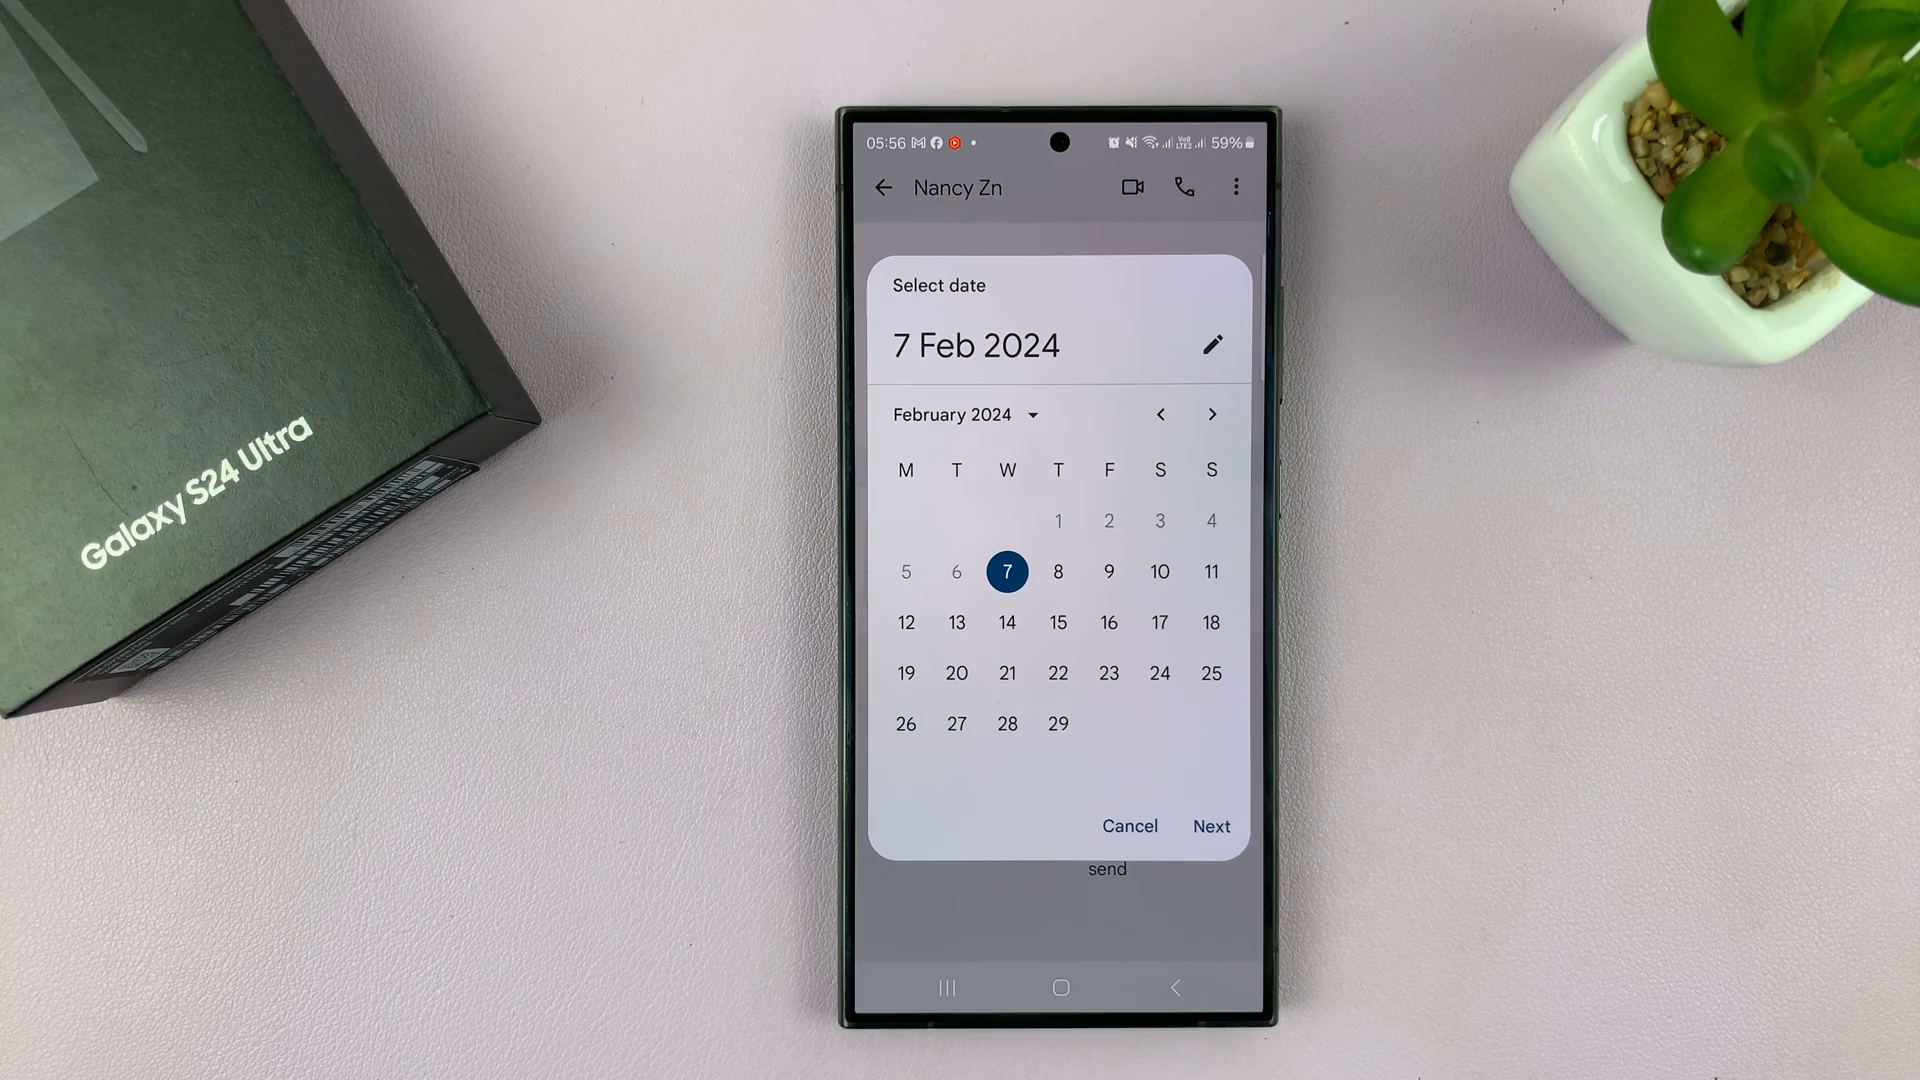 Galaxy S24 Ultra
05:56 59%
Nancy Zn
Select date
7 Feb 2024
February 2024
M T W T F S S
1 2 3 4
5 6 7 8 9 10 11
12 13 14 15 16 17 18
19 20 21 22 23 24 25
26 27 28 29
Cancel Next
send